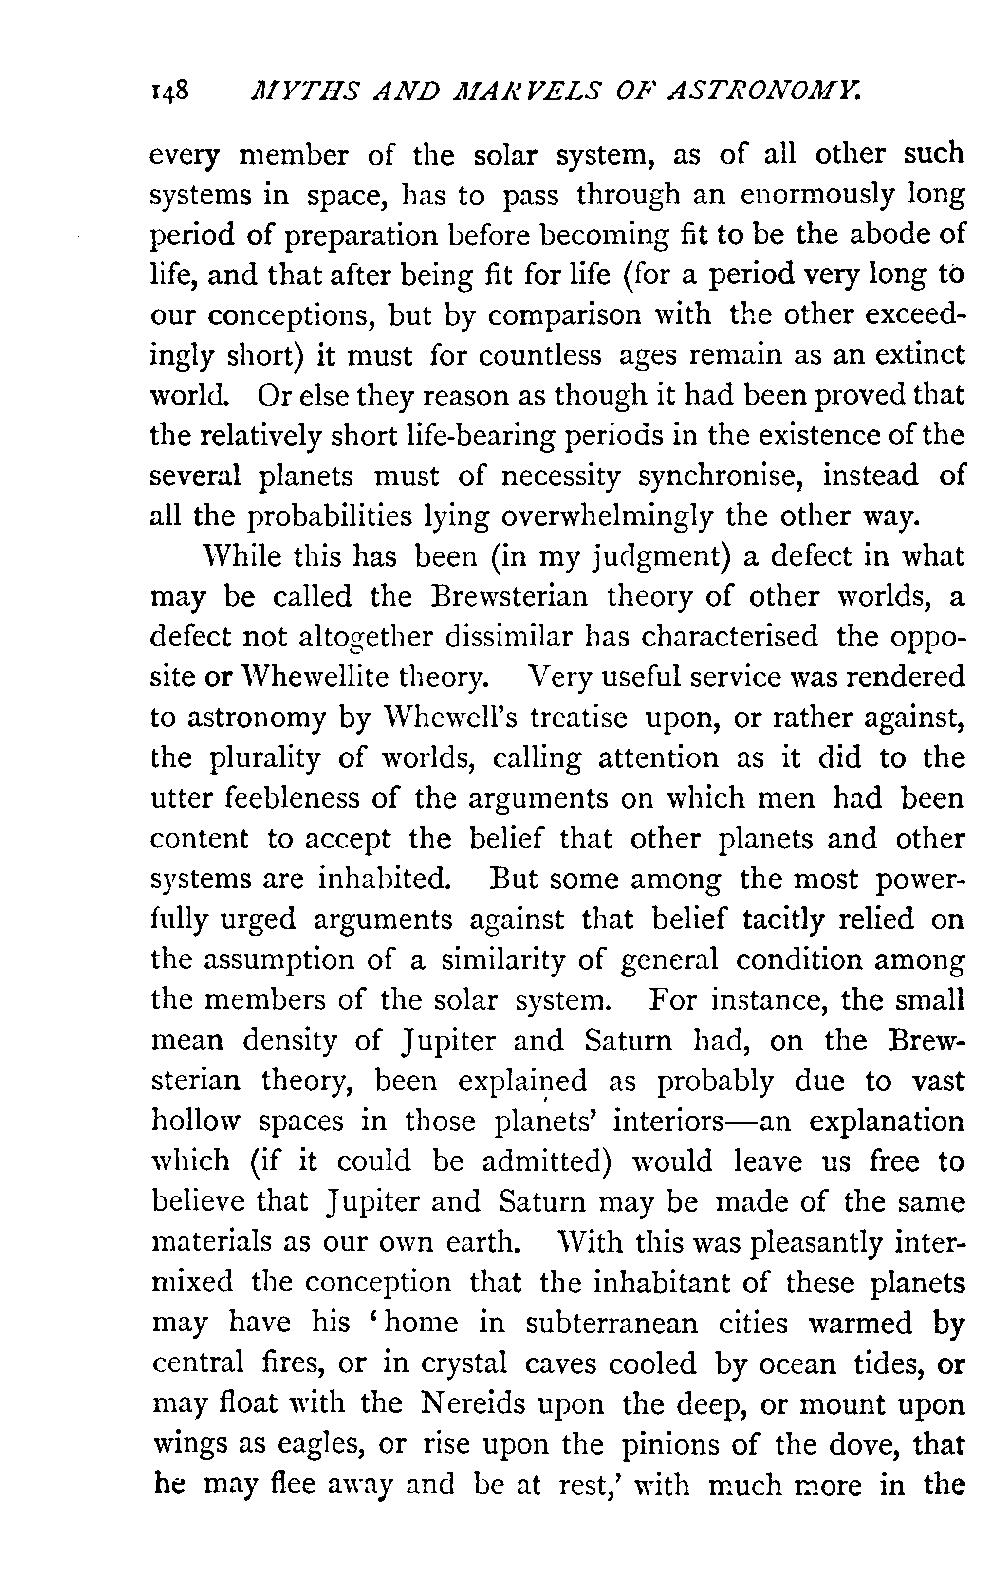 148 MYTHS AND MARVELS OF ASTRONOMY.
every member of the solar system, as of all other such
systems in space, has to pass through an enormously long
period of preparation before becoming fit to be the abode of
life, and that after being fit for life (for a period very long to
our conceptions, but by comparison with the other exceed-
ingly short) it must for countless ages remain as an extinct
world. Or else they reason as though it had been proved that
the relatively short life-bearing periods in the existence of the
several planets must of necessity synchronise, instead of
all the probabilities lying overwhelmingly the other way.
While this has been (in my judgment) a defect in what
may be called the Brewsterian theory of other worlds, a
defect not altogether dissimilar has characterised the oppo-
site or Whewellite theory. Very useful service was rendered
to astronomy by Whewell's treatise upon, or rather against,
the plurality of worlds, calling attention as it did to the
utter feebleness of the arguments on which men had been
content to accept the belief that other planets and other
systems are inhabited. But some among the most power-
fully urged arguments against that belief tacitly relied on
the assumption of a similarity of general condition among
the members of the solar system. For instance, the small
mean density of Jupiter and Saturn had, on the Brew-
sterian theory, been explained as probably due to vast
hollow spaces in those planets' interiors—an explanation
which (if it could be admitted) would leave us free to
believe that Jupiter and Saturn may be made of the same
materials as our own earth. With this was pleasantly inter-
mixed the conception that the inhabitant of these planets
may have his ‘home in subterranean cities warmed by
central fires, or in crystal caves cooled by ocean tides, or
may float with the Nereids upon the deep, or mount upon
wings as eagles, or rise upon the pinions of the dove, that
he may flee away and be at rest,’ with much more in the